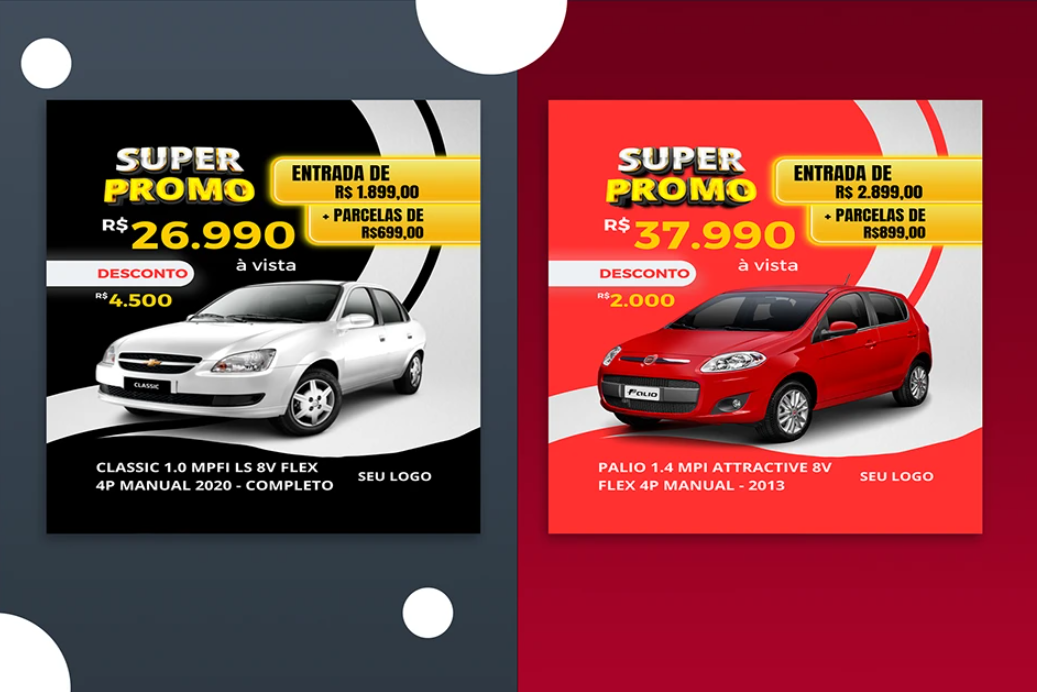 SUPER
PROMO
ENTRADA DE
R$ 1.899,00
+ PARCELAS DE
R$699,00
R$ 26.990
à vista
DESCONTO
R$ 4.500
CLASSIC
CLASSIC 1.0 MPFI LS 8V FLEX
4P MANUAL 2020 - COMPLETO
SEU LOGO
SUPER
PROMO
ENTRADA DE
R$ 2.899,00
+ PARCELAS DE
R$899,00
R$ 37.990
à vista
DESCONTO
R$ 2.000
Palio
PALIO 1.4 MPI ATTRACTIVE 8V
FLEX 4P MANUAL - 2013
SEU LOGO